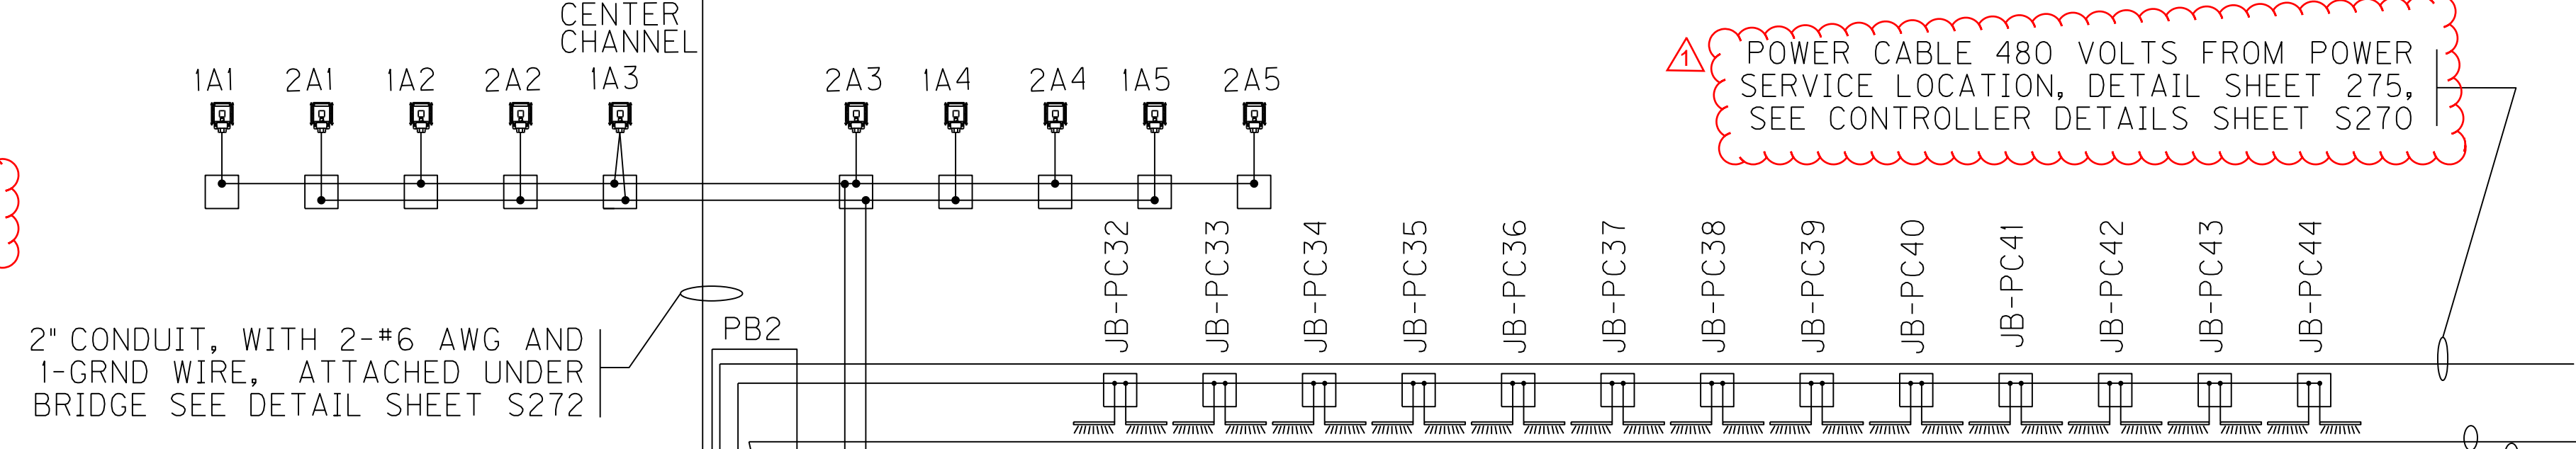 CENTER
CHANNEL
1A1 2A1 1A2 2A2 1A3 2A3 1A4 2A4 1A5 2A5
1
POWER CABLE 480 VOLTS FROM POWER
SERVICE LOCATION, DETAIL SHEET 275,
SEE CONTROLLER DETAILS SHEET S270
JB-PC32
JB-PC33
JB-PC34
JB-PC35
JB-PC36
JB-PC37
JB-PC38
JB-PC39
JB-PC40
JB-PC41
JB-PC42
JB-PC43
JB-PC44
PB2
2" CONDUIT, WITH 2-#6 AWG AND
1-GRND WIRE, ATTACHED UNDER
BRIDGE SEE DETAIL SHEET S272